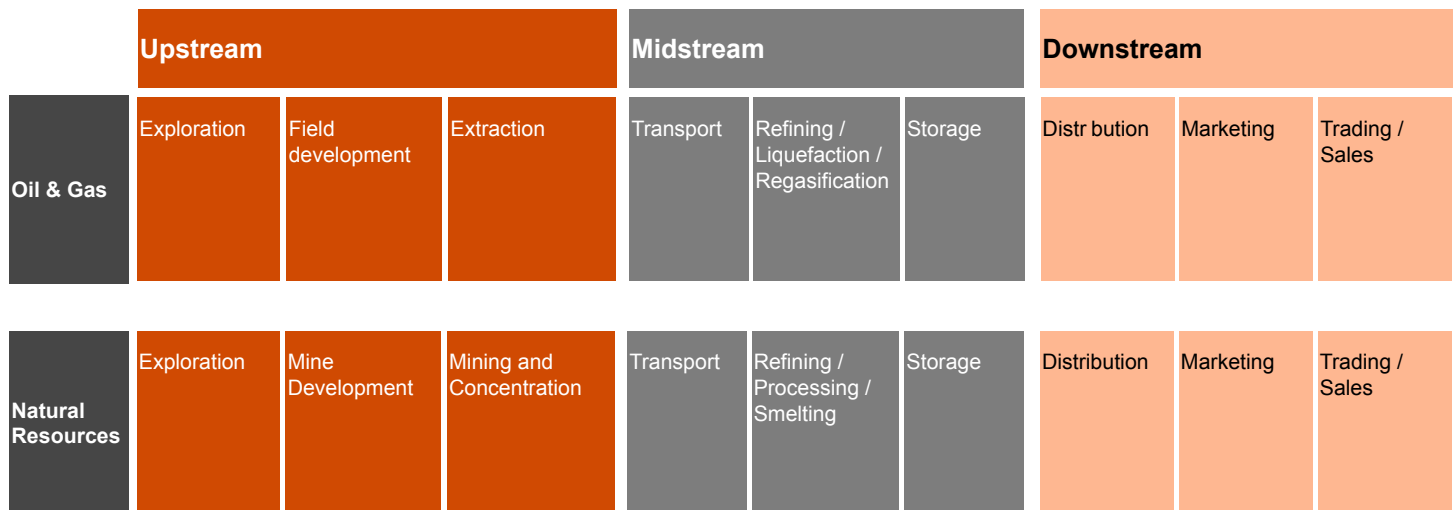 Upstream
Midstream
Downstream
Oil & Gas
Exploration
Field
development
Extraction
Transport
Refining /
Liquefaction /
Regasification
Storage
Distr bution
Marketing
Trading /
Sales
Natural
Resources
Exploration
Mine
Development
Mining and
Concentration
Transport
Refining /
Processing /
Smelting
Storage
Distribution
Marketing
Trading /
Sales